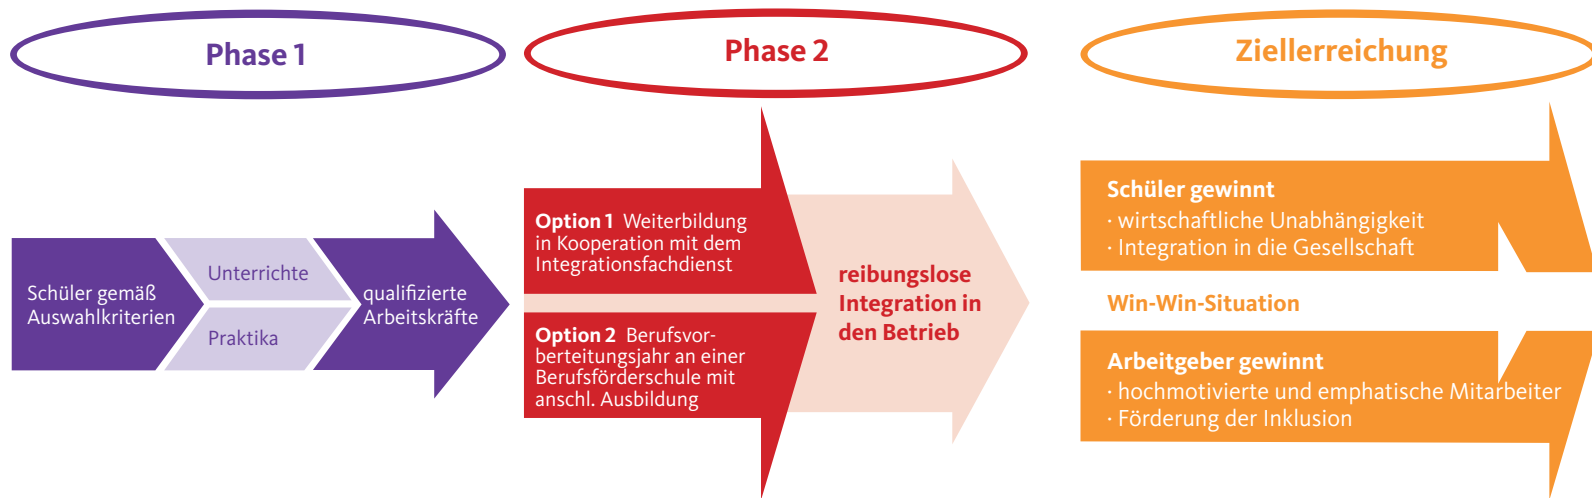 Phase 1
Schüler gemäß
Auswahlkriterien
Unterrichte
Praktika
qualifizierte
Arbeitskräfte
Phase 2
Option 1 Weiterbildung
in Kooperation mit dem
Integrationsfachdienst
Option 2 Berufsvor-
berteitungsjahr an einer
Berufsförderschule mit
anschl. Ausbildung
reibungslose
Integration in
den Betrieb
Ziellerreichung
Schüler gewinnt
· wirtschaftliche Unabhängigkeit
· Integration in die Gesellschaft
Win-Win-Situation
Arbeitgeber gewinnt
· hochmotivierte und emphatische Mitarbeiter
· Förderung der Inklusion